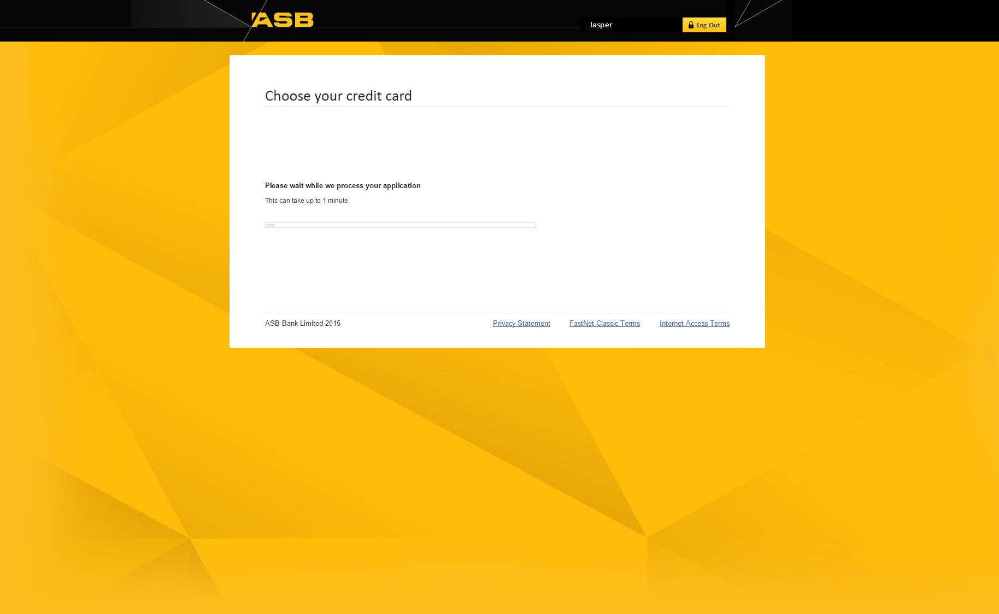 ASB
Jasper
Log Out
Choose your credit card
Please wait while we process your application
This can take up to 1 minute.
ASB Bank Limited 2015
Privacy Statement
FastNet Classic Terms
Internet Access Terms